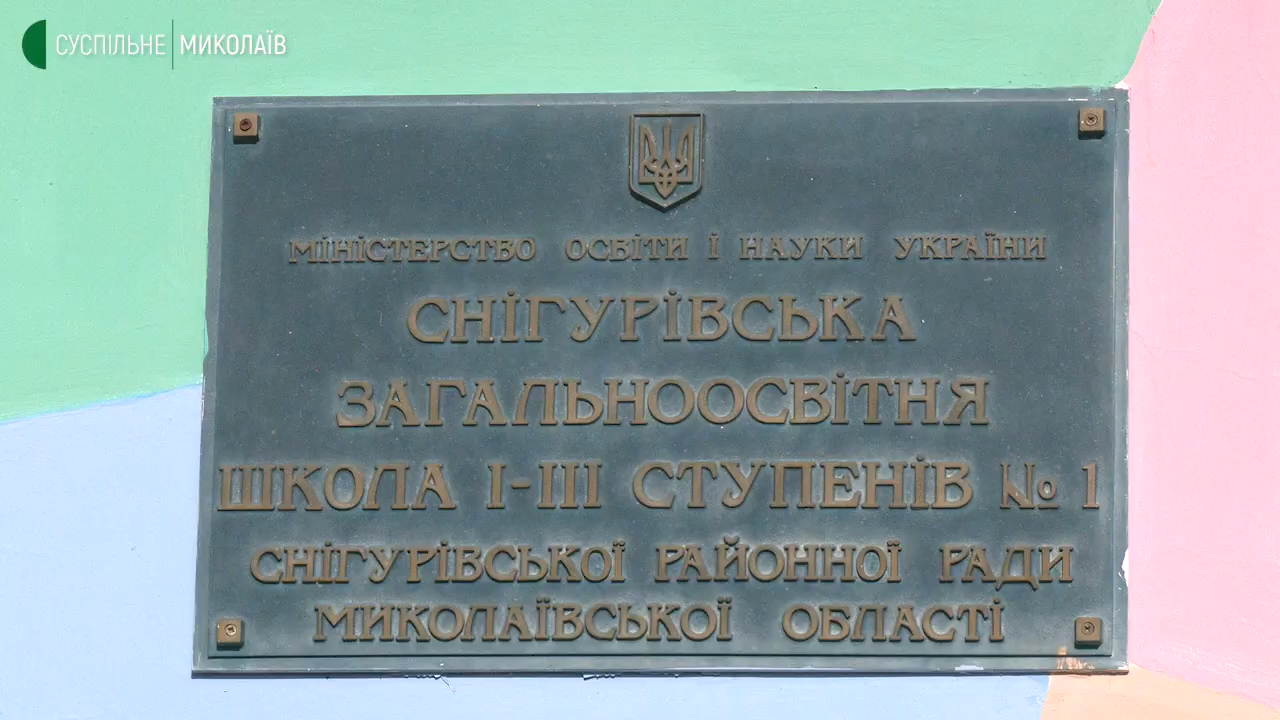 СУСПІЛЬНЕ МИКОЛАЇВ
МІНІСТЕРСТВО ОСВІТИ І НАУКИ УКРАЇНИ
СНІГУРІВСЬКА
ЗАГАЛЬНООСВІТНЯ
ШКОЛА І-ІІІ СТУПЕНІВ № 1
СНІГУРІВСЬКОЇ РАЙОННОЇ РАДИ
МИКОЛАЇВСЬКОЇ ОБЛАСТІ